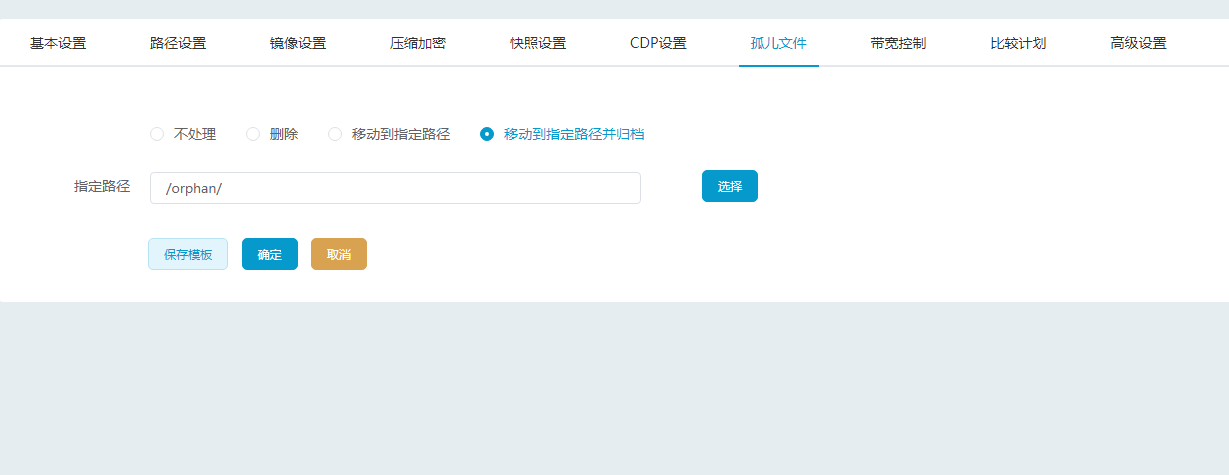 基本设置 路径设置 镜像设置 压缩加密 快照设置 CDP设置 孤儿文件 带宽控制 比较计划 高级设置
不处理 删除 移动到指定路径 移动到指定路径并归档
指定路径 /orphan/ 选择
保存模板 确定 取消